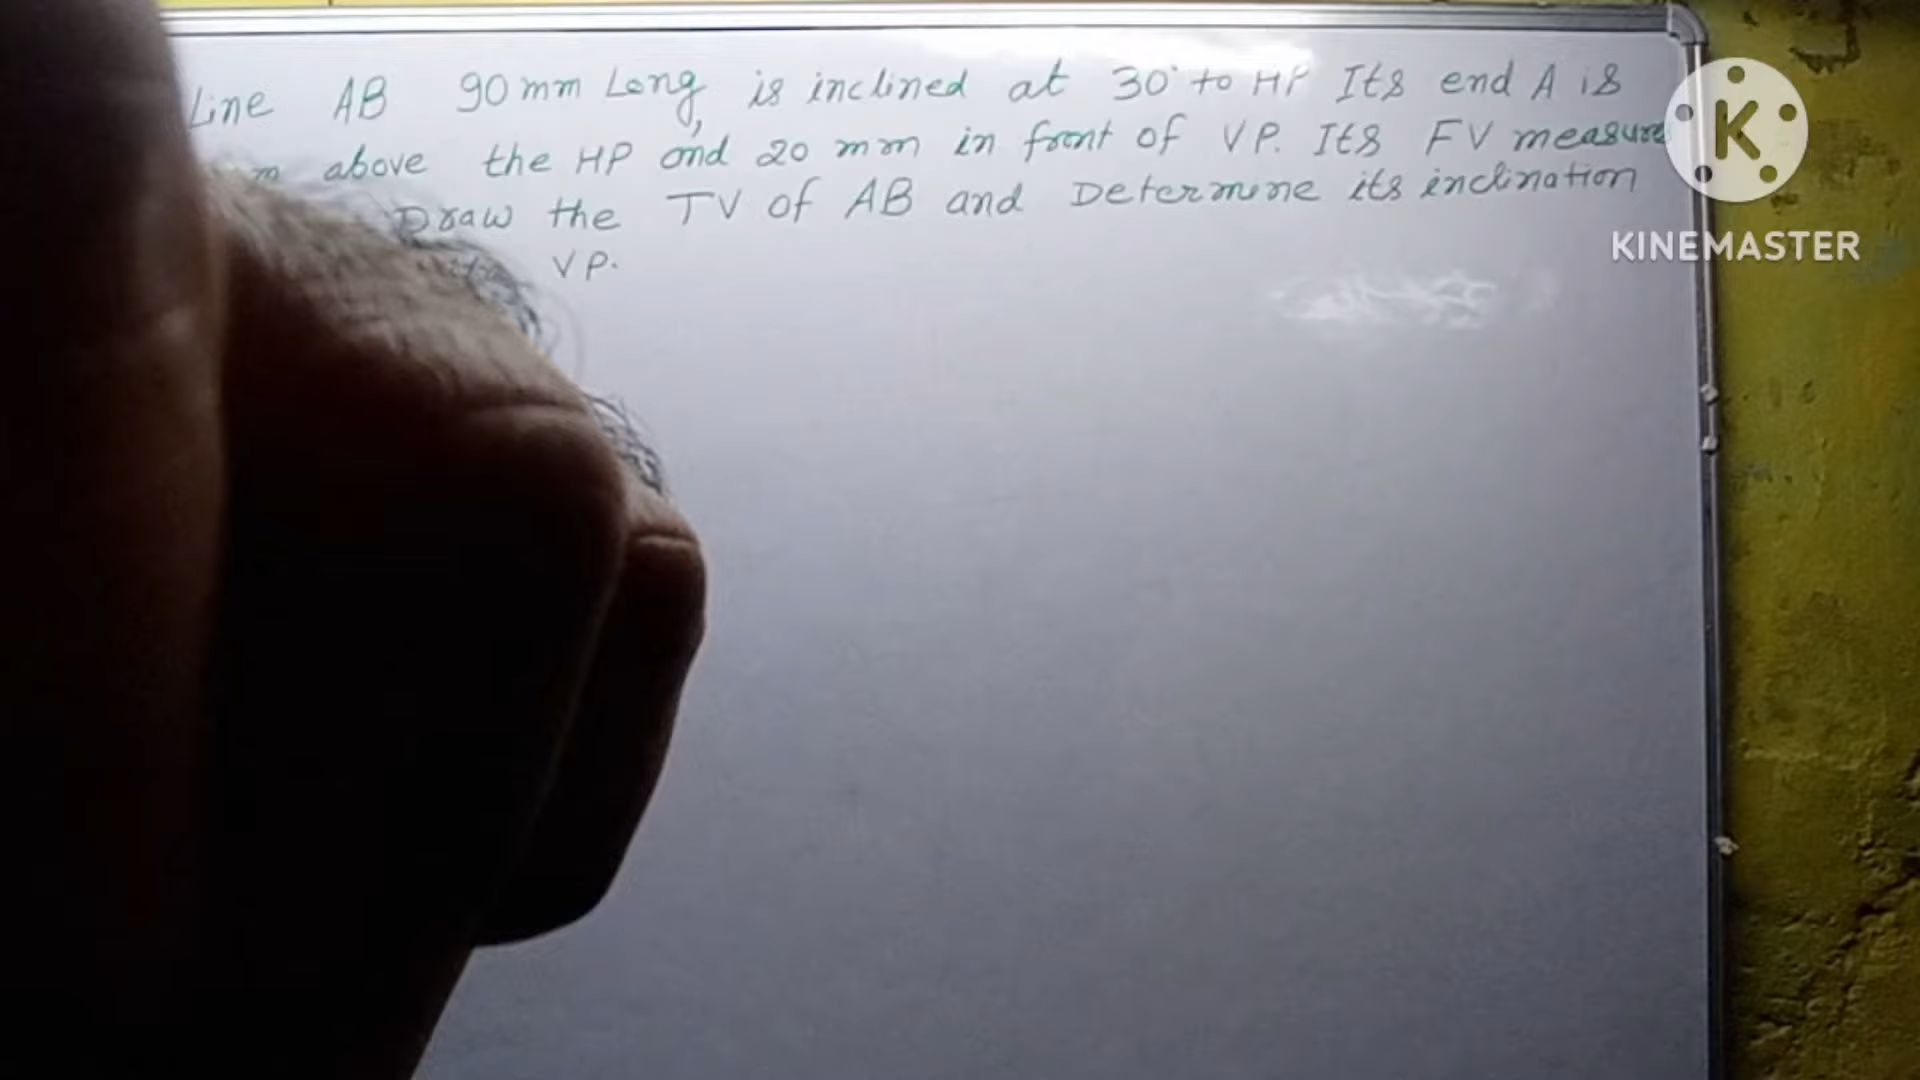 Line AB 90 mm Long, is inclined at 30° to HP Its end A is
m above the HP and 20 mm in front of VP. Its FV measure
Draw the TV of AB and Determine its inclination
VP.
K
KINEMASTER